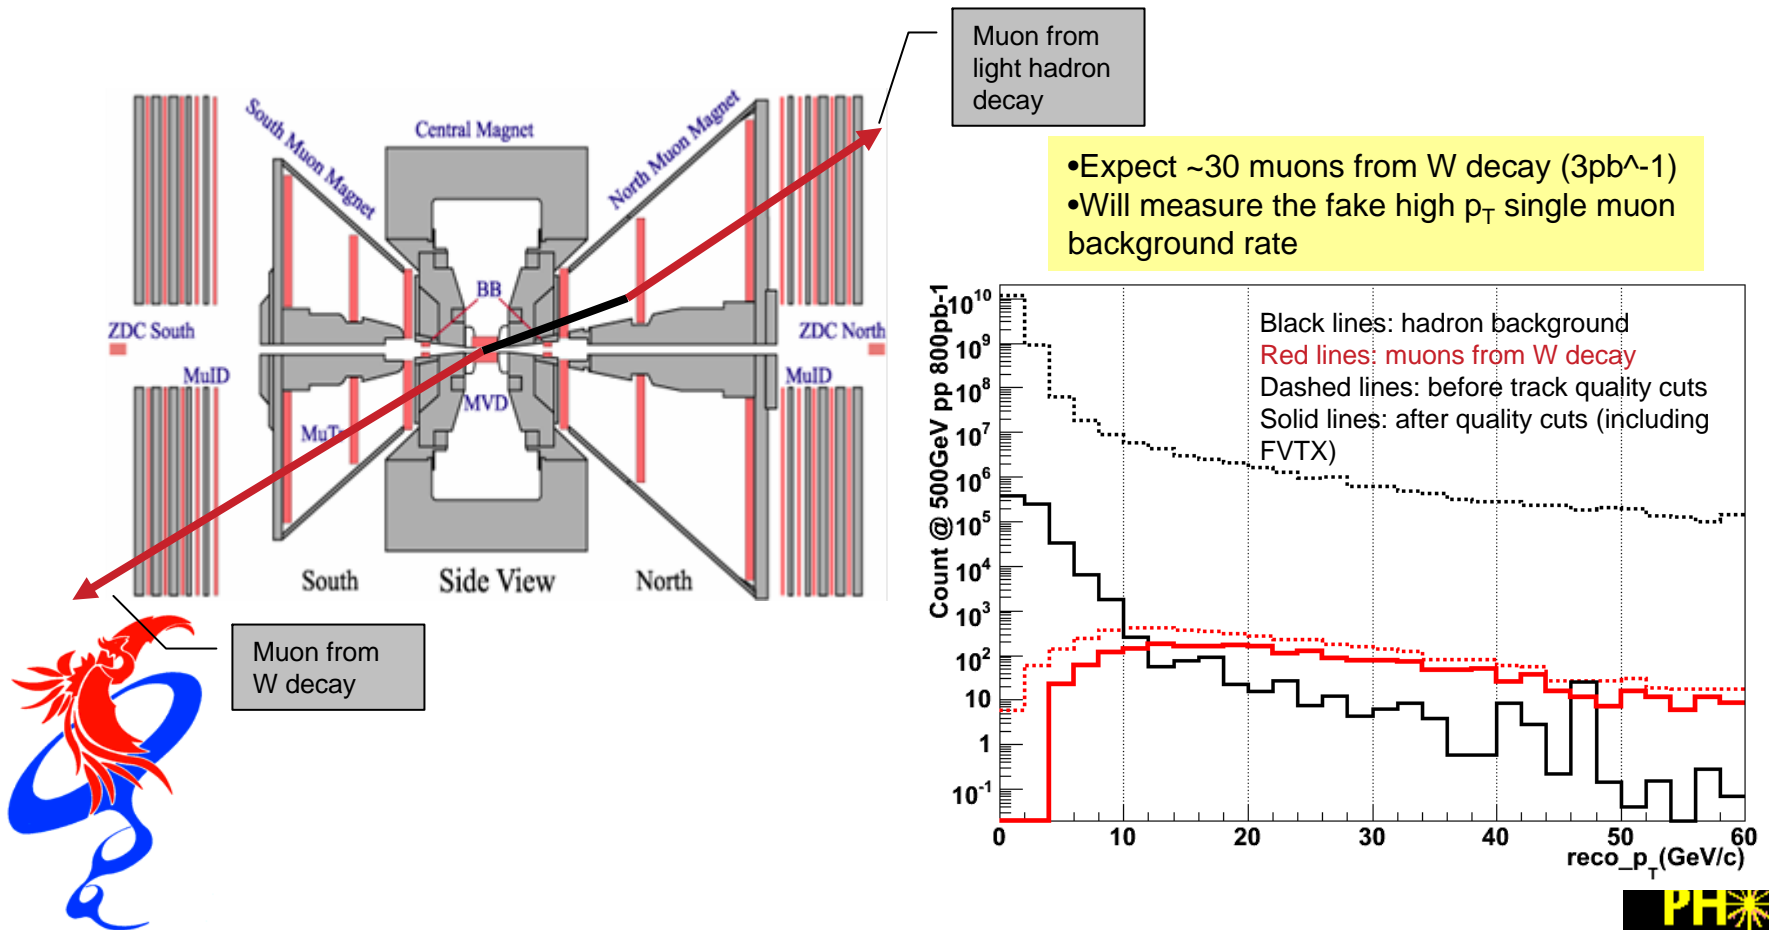 Muon from
light hadron
decay
South Muon Magnet
Central Magnet
North Muon Magnet
BB
ZDC South
ZDC North
MuID
MuID
MVD
South
Side View
North
Muon from
W decay
•Expect ~30 muons from W decay (3pb^-1)
•Will measure the fake high pT single muon
background rate
Black lines: hadron background
Red lines: muons from W decay
Dashed lines: before track quality cuts
Solid lines: after quality cuts (including
FVTX)
Count @ 500GeV pp 800pb-1
10^10
10^9
10^8
10^7
10^6
10^5
10^4
10^3
10^2
10
1
10^-1
0 10 20 30 40 50 60
reco_pT(GeV/c)